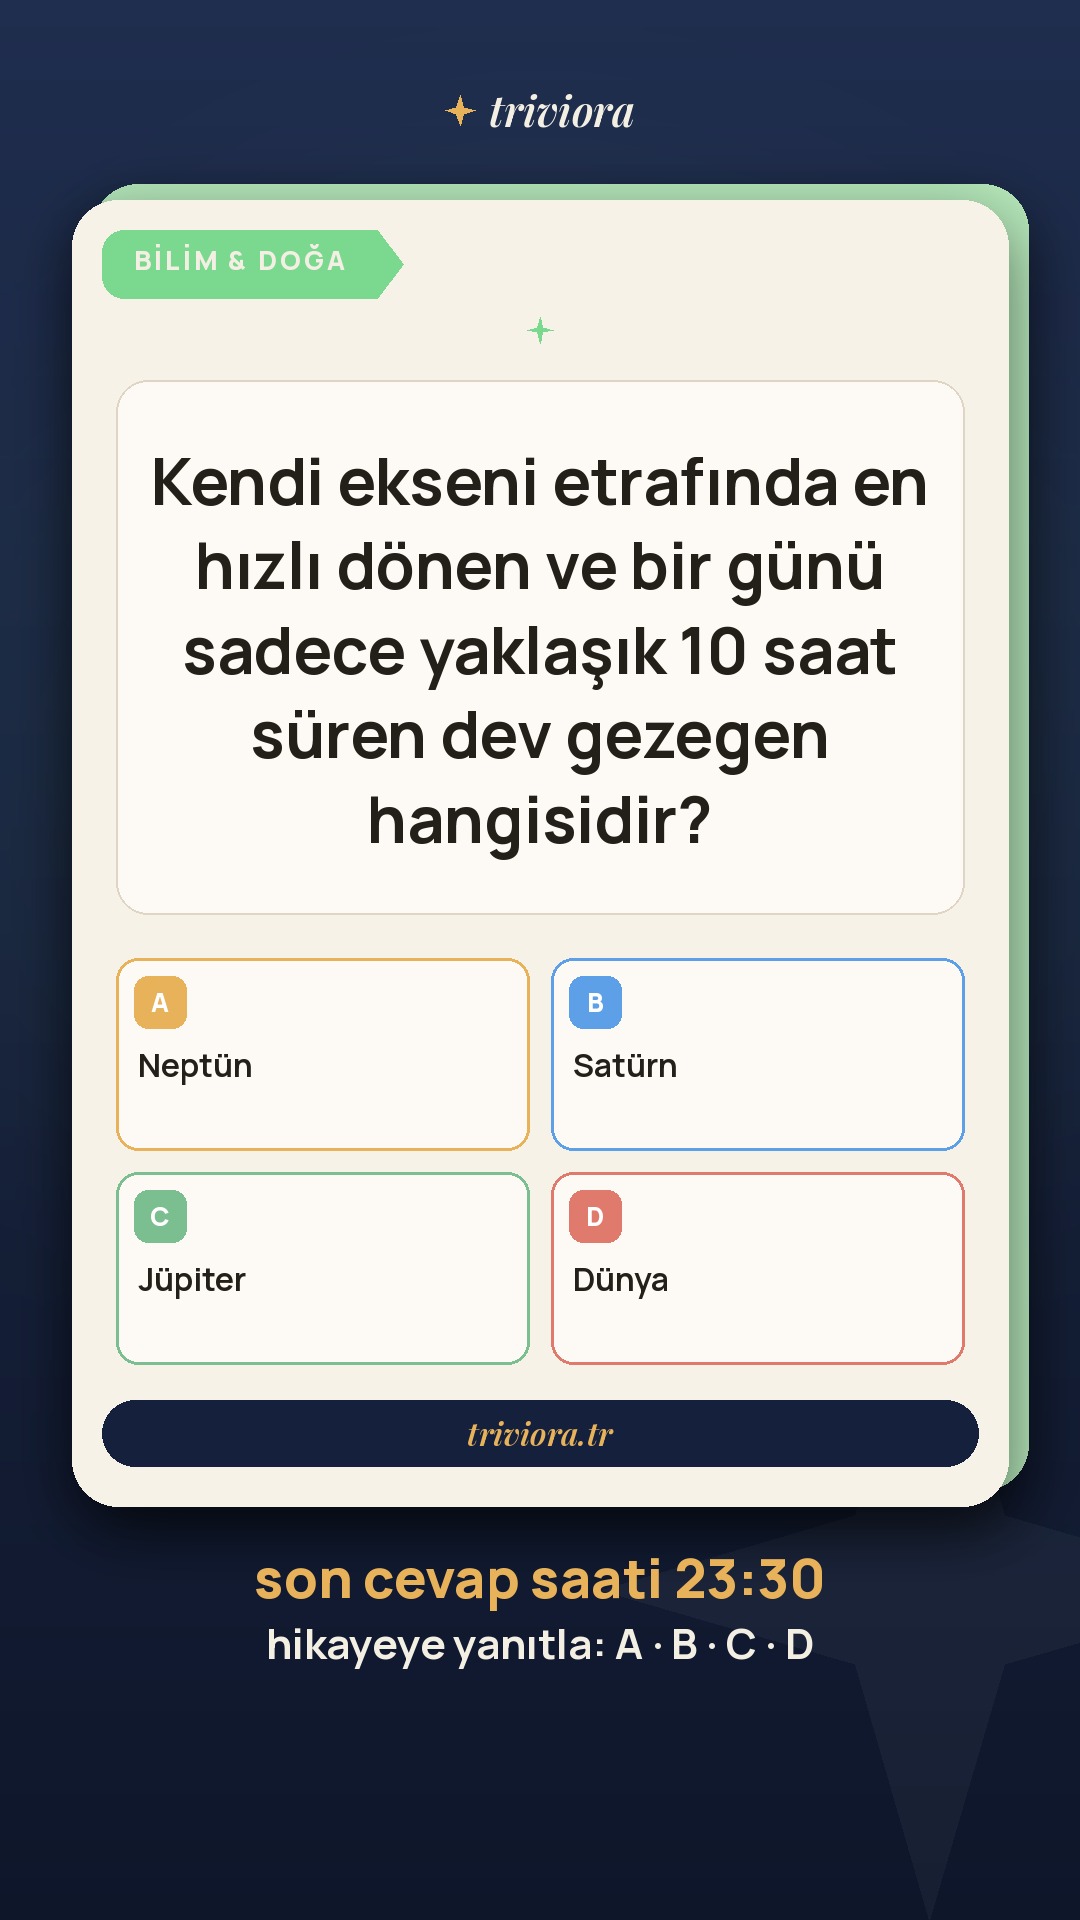 triviora
BİLİM & DOĞA
Kendi ekseni etrafında en
hızlı dönen ve bir günü
sadece yaklaşık 10 saat
süren dev gezegen
hangisidir?
A
Neptün
B
Satürn
C
Jüpiter
D
Dünya
triviora.tr
son cevap saati 23:30
hikayeye yanıtla: A · B · C · D